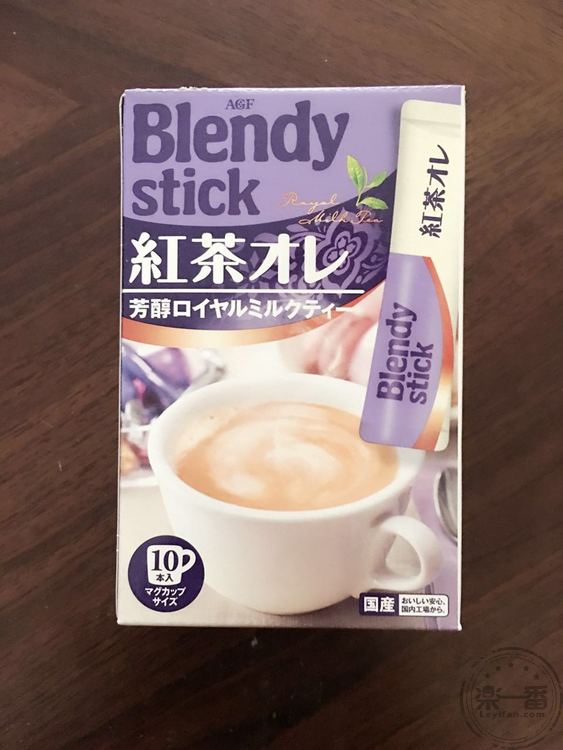 AGF
Blendy
stick
Royal
Milk Tea
紅茶オレ
芳醇ロイヤルミルクティー
紅茶オレ
Blendy
stick
10
本入
マグカップ
サイズ
国産
おいしい安心。
国内工場から。
楽一番
Leyifan.com